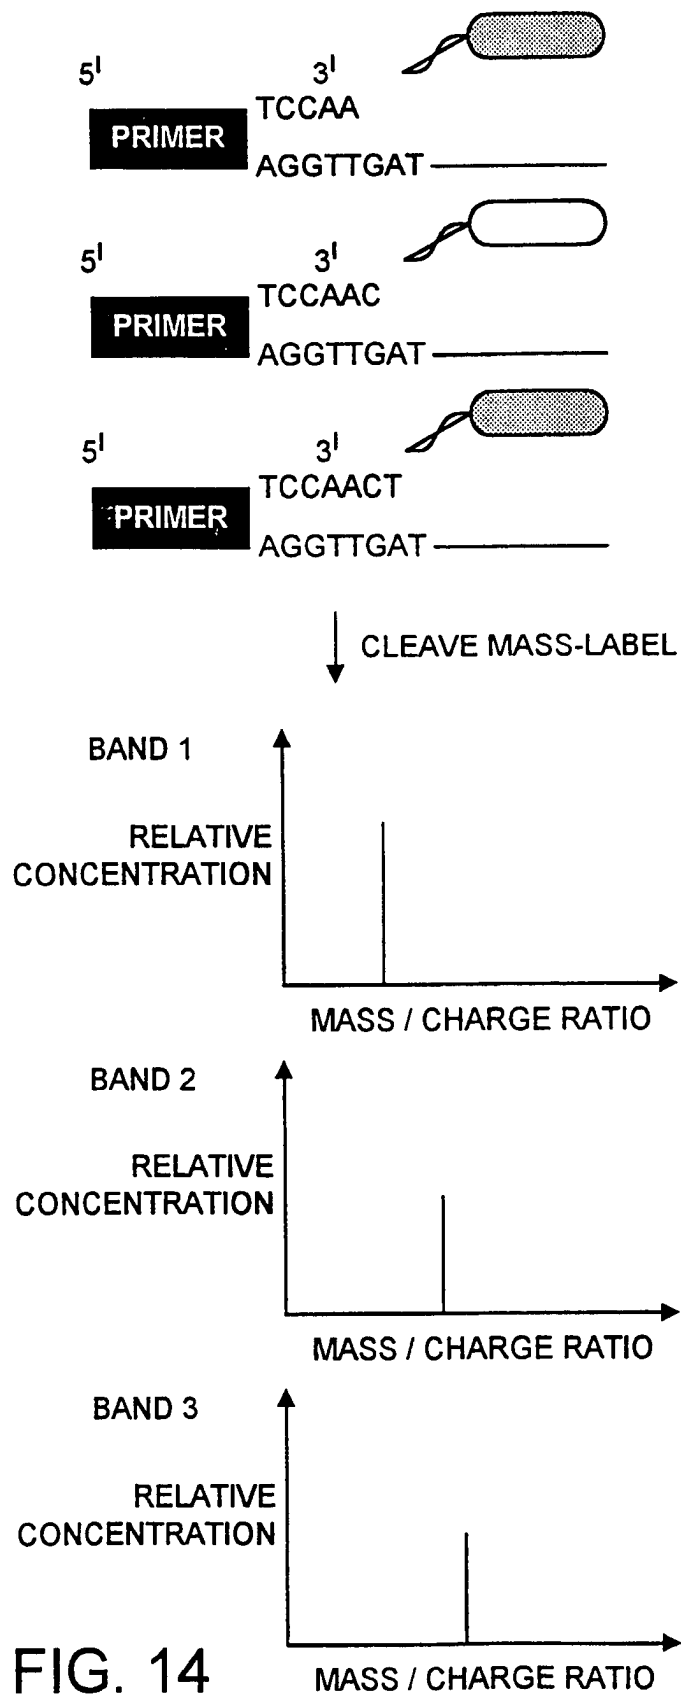 5' 3'
TCCAA
PRIMER
AGGTTGAT
5' 3'
TCCAAC
PRIMER
AGGTTGAT
5' 3'
TCCAACT
PRIMER
AGGTTGAT
CLEAVE MASS-LABEL
BAND 1
RELATIVE
CONCENTRATION
MASS / CHARGE RATIO
BAND 2
RELATIVE
CONCENTRATION
MASS / CHARGE RATIO
BAND 3
RELATIVE
CONCENTRATION
MASS / CHARGE RATIO
FIG. 14